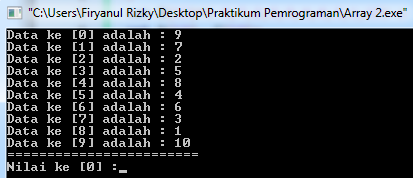 "C:\Users\Firyanul Rizky\Desktop\Praktikum Pemrograman\Array 2.exe"
Data ke [0] adalah : 9
Data ke [1] adalah : 7
Data ke [2] adalah : 2
Data ke [3] adalah : 5
Data ke [4] adalah : 8
Data ke [5] adalah : 4
Data ke [6] adalah : 6
Data ke [7] adalah : 3
Data ke [8] adalah : 1
Data ke [9] adalah : 10
========================
Nilai ke [0] :_